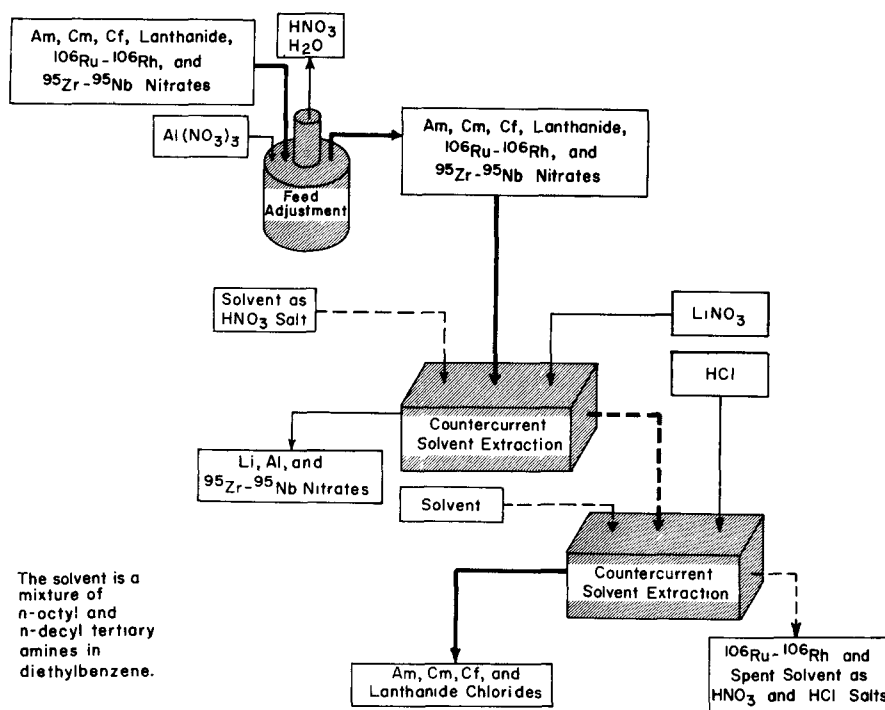 Am, Cm, Cf, Lanthanide,
106Ru-106Rh, and
95Zr-95Nb Nitrates
HNO3
H2O
Al(NO3)3
Feed
Adjustment
Am, Cm, Cf, Lanthanide,
106Ru-106Rh, and
95Zr-95Nb Nitrates
Solvent as
HNO3 Salt
LiNO3
HCl
Countercurrent
Solvent Extraction
Li, Al, and
95Zr-95Nb Nitrates
Solvent
Countercurrent
Solvent Extraction
The solvent is a
mixture of
n-octyl and
n-decyl tertiary
amines in
diethylbenzene.
Am, Cm, Cf, and
Lanthanide Chlorides
106Ru-106Rh and
Spent Solvent as
HNO3 and HCl Salts